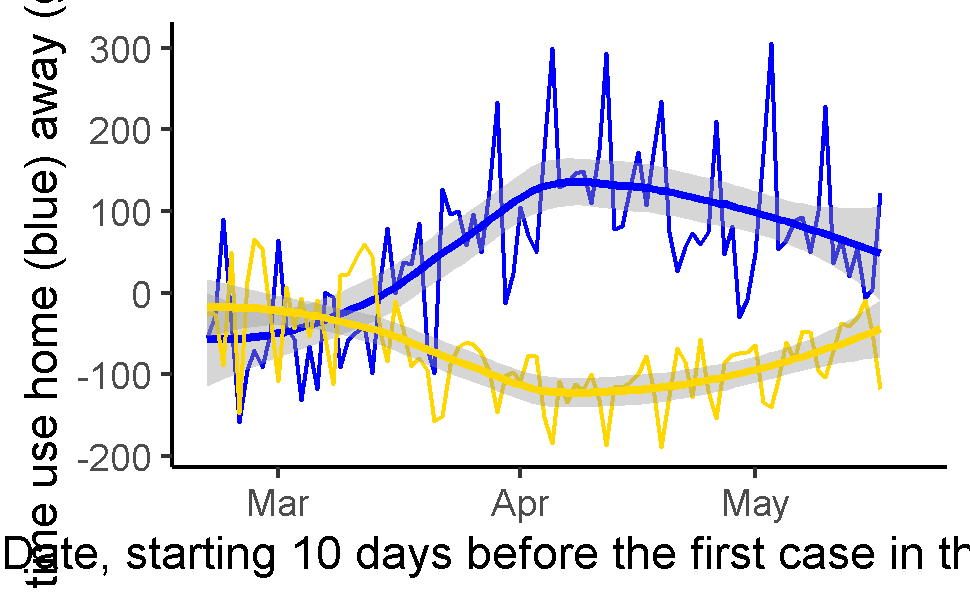 time use home (blue) away
300
200
100
0
-100
-200
Mar Apr May
Date, starting 10 days before the first case in